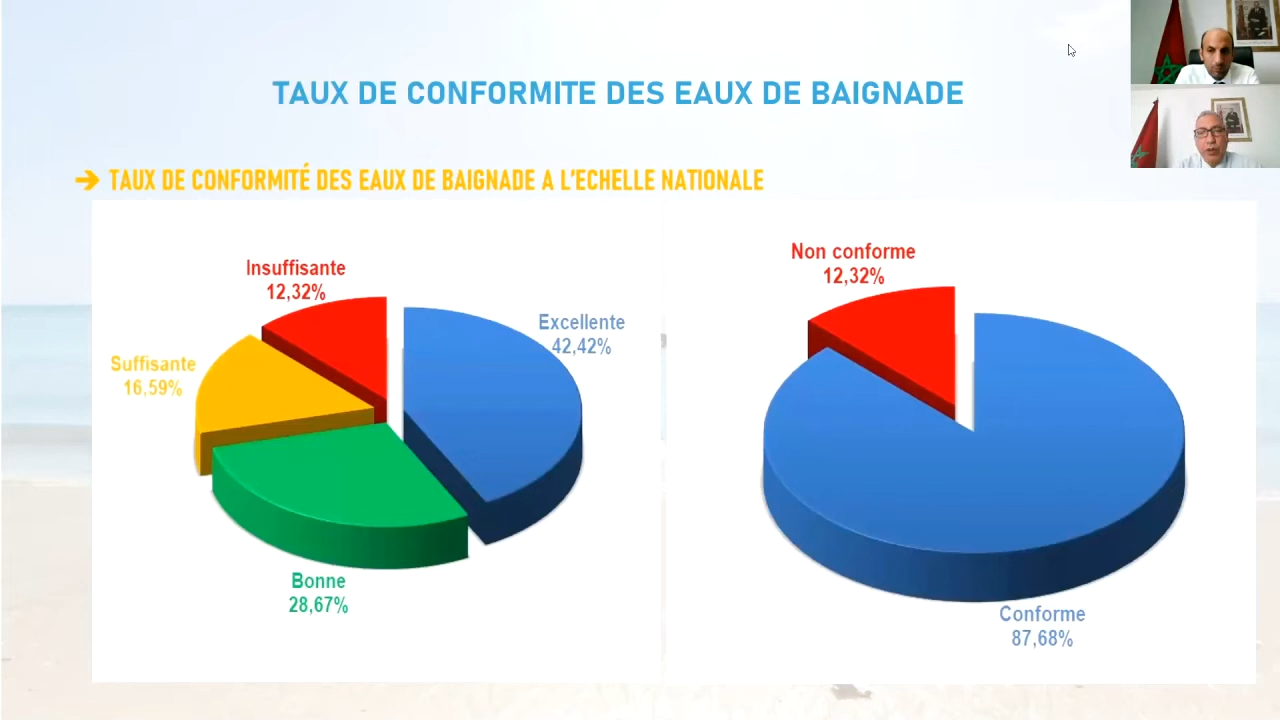 TAUX DE CONFORMITE DES EAUX DE BAIGNADE
➔ TAUX DE CONFORMITÉ DES EAUX DE BAIGNADE A L'ECHELLE NATIONALE
Insuffisante
12,32%
Excellente
42,42%
Suffisante
16,59%
Bonne
28,67%
Non conforme
12,32%
Conforme
87,68%